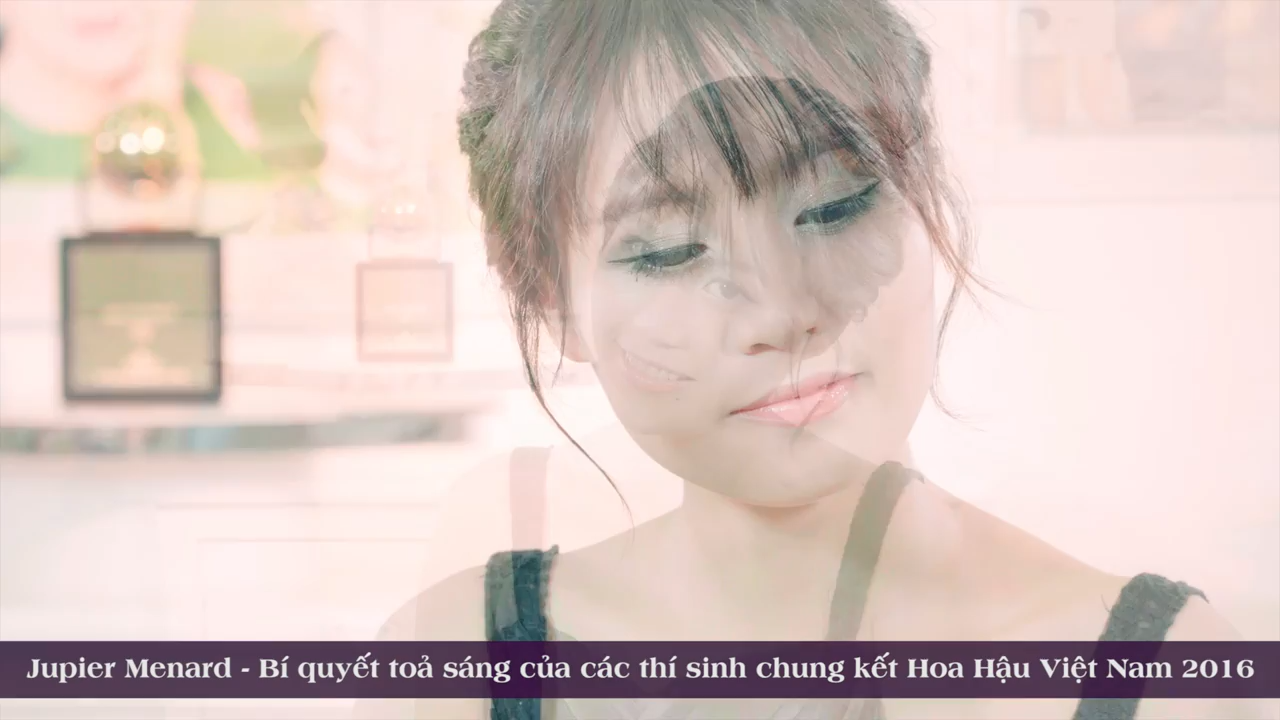 Jupier Menard - Bí quyết toả sáng của các thí sinh chung kết Hoa Hậu Việt Nam 2016